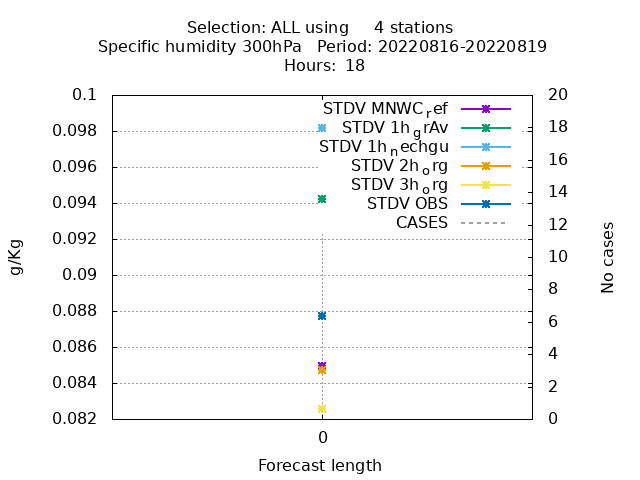 Selection: ALL using     4 stations
Specific humidity 300hPa   Period: 20220816-20220819
Hours: 18
0.1
0.098
0.096
0.094
0.092
0.09
0.088
0.086
0.084
0.082
20
18
16
14
12
10
8
6
4
2
0
STDV MNWC_ref
STDV 1h_grAv
STDV 1h_nechgu
STDV 2h_org
STDV 3h_org
STDV OBS
CASES
g/Kg
No cases
0
Forecast length